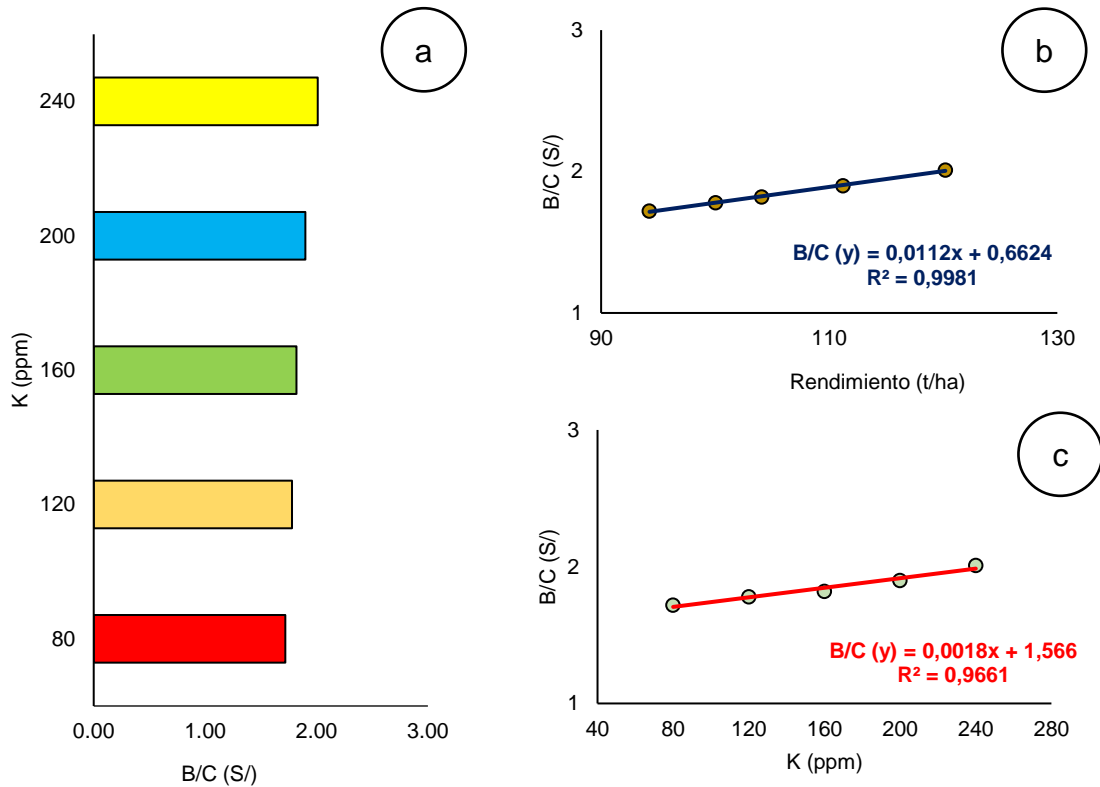 a
240
200
160
120
80
K (ppm)
0.00 1.00 2.00 3.00
B/C (S/)
b
3
2
1
B/C (S/)
B/C (y) = 0,0112x + 0,6624
R² = 0,9981
90 110 130
Rendimiento (t/ha)
c
3
2
1
B/C (S/)
B/C (y) = 0,0018x + 1,566
R² = 0,9661
40 80 120 160 200 240 280
K (ppm)